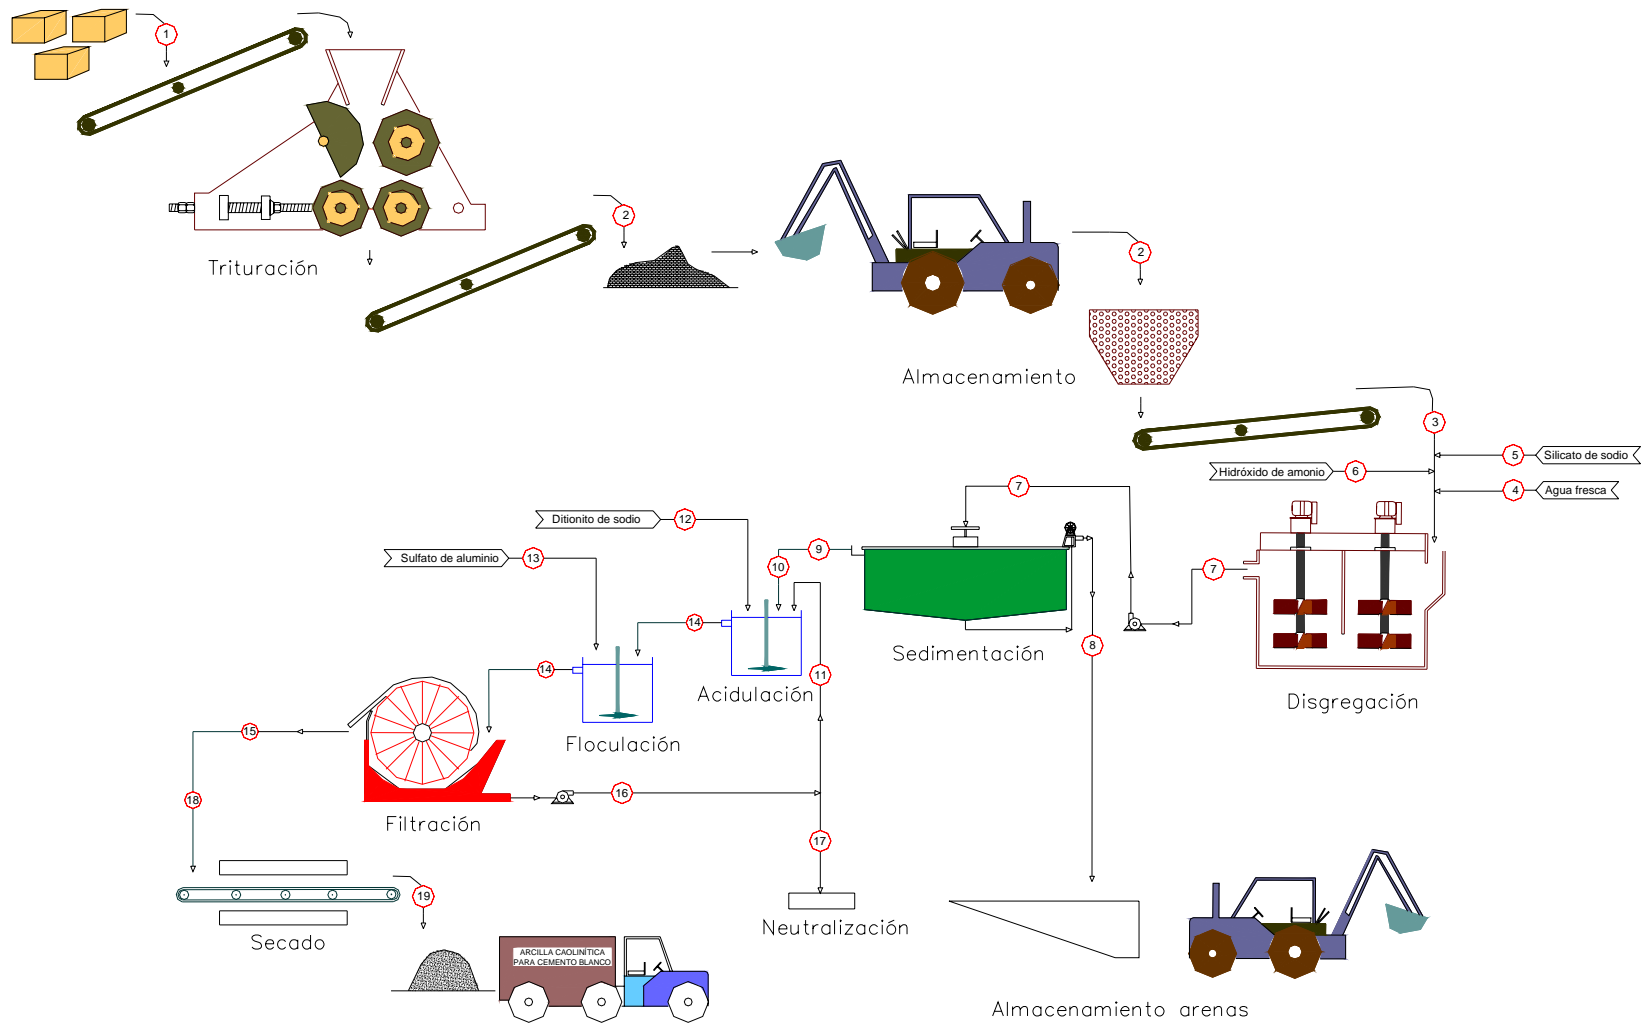 1
2
Trituración
2
Almacenamiento
3
5
Silicato de sodio
Hidróxido de amonio
6
4
Agua fresca
7
Ditionito de sodio
12
9
Sulfato de aluminio
13
10
7
14
8
Sedimentación
14
11
Acidulación
Disgregación
15
Floculación
18
16
Filtración
17
19
Neutralización
Secado
ARCILLA CAOLINÍTICA
PARA CEMENTO BLANCO
Almacenamiento arenas